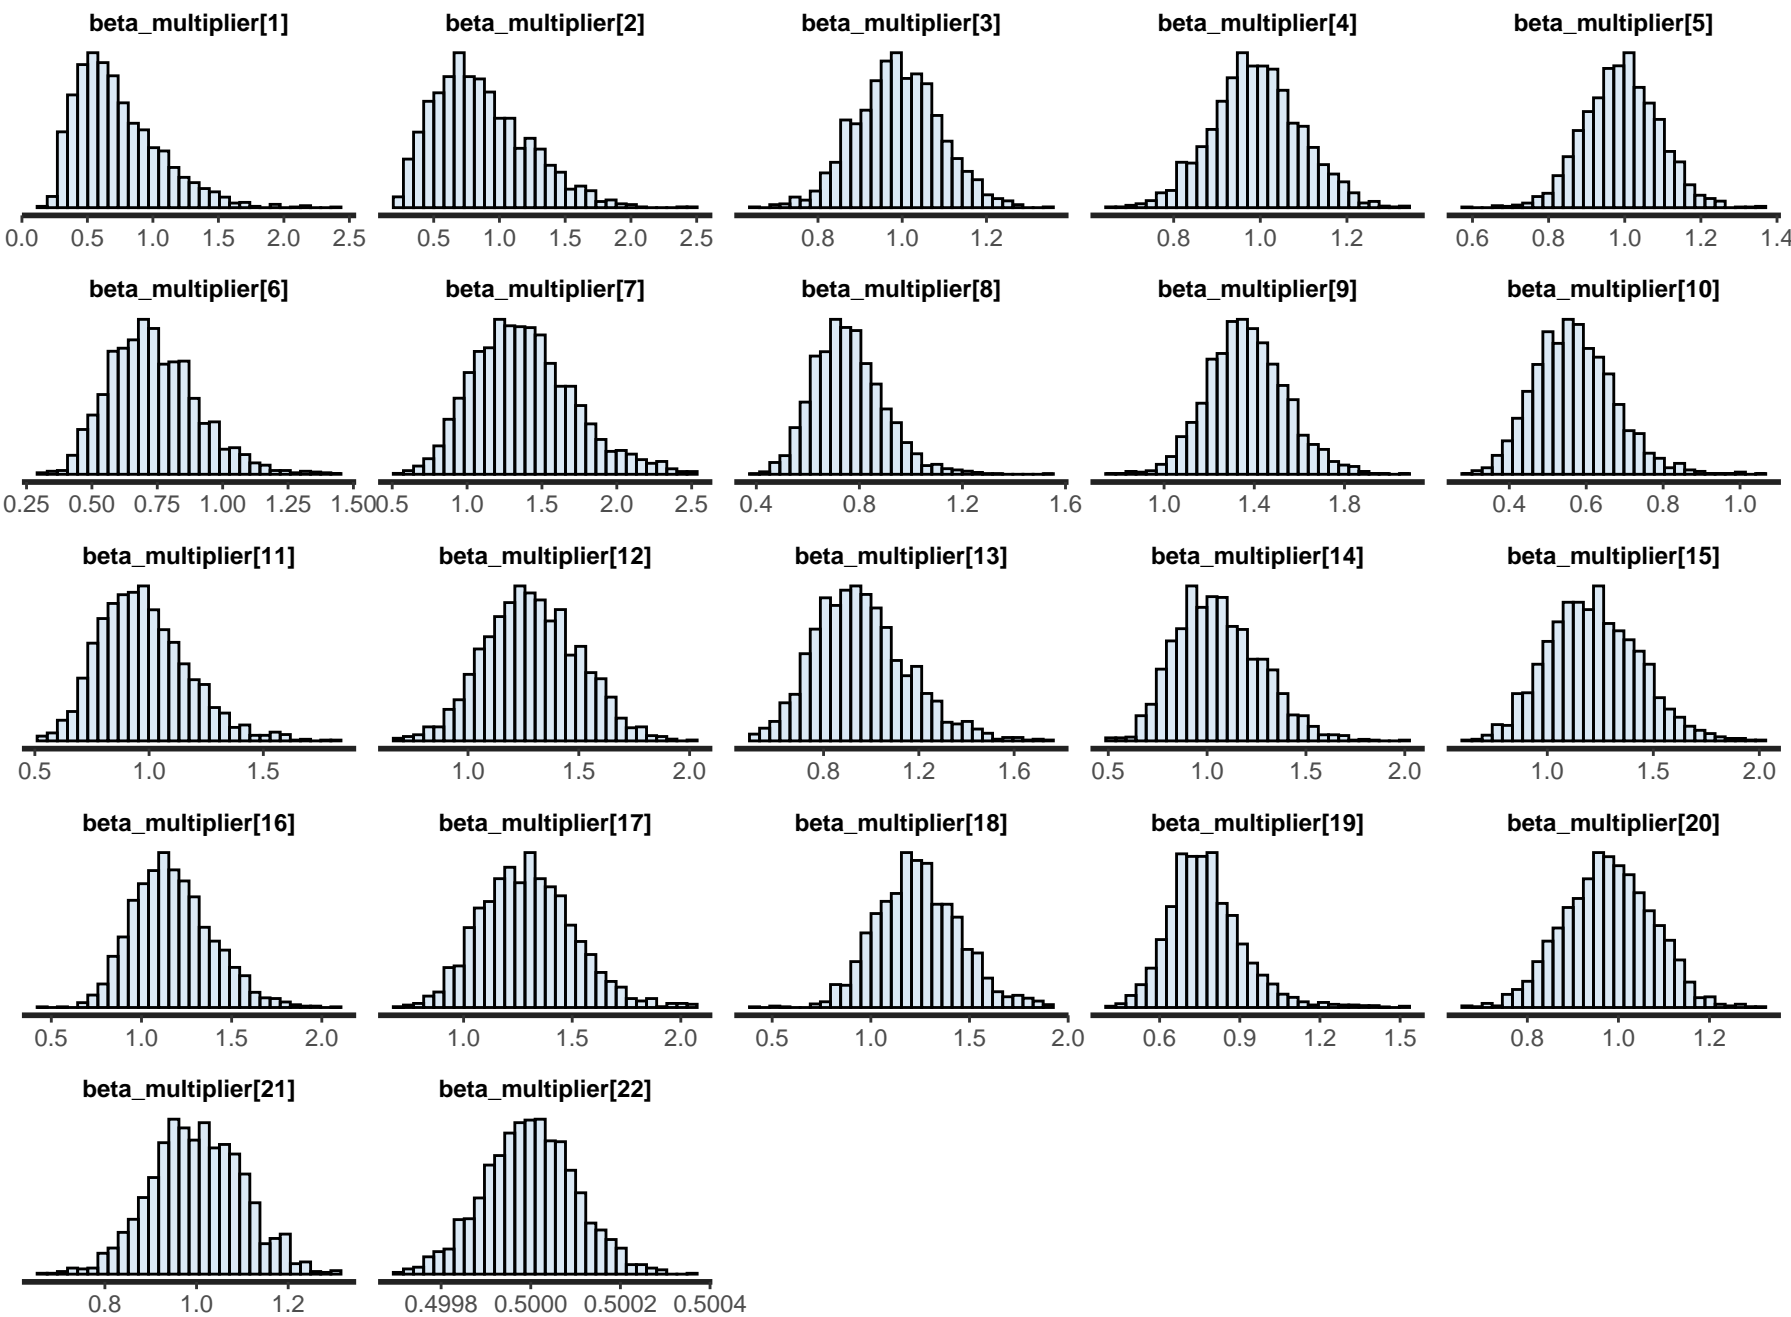 beta_multiplier[1] beta_multiplier[2] beta_multiplier[3] beta_multiplier[4] beta_multiplier[5]
0.0 0.5 1.0 1.5 2.0 2.5 0.5 1.0 1.5 2.0 2.5 0.8 1.0 1.2 0.8 1.0 1.2 0.6 0.8 1.0 1.2 1.4
beta_multiplier[6] beta_multiplier[7] beta_multiplier[8] beta_multiplier[9] beta_multiplier[10]
0.25 0.50 0.75 1.00 1.25 1.50 0.5 1.0 1.5 2.0 2.5 0.4 0.8 1.2 1.6 1.0 1.4 1.8 0.4 0.6 0.8 1.0
beta_multiplier[11] beta_multiplier[12] beta_multiplier[13] beta_multiplier[14] beta_multiplier[15]
0.5 1.0 1.5 1.0 1.5 2.0 0.8 1.2 1.6 0.5 1.0 1.5 2.0 1.0 1.5 2.0
beta_multiplier[16] beta_multiplier[17] beta_multiplier[18] beta_multiplier[19] beta_multiplier[20]
0.5 1.0 1.5 2.0 1.0 1.5 2.0 0.5 1.0 1.5 2.0 0.6 0.9 1.2 1.5 0.8 1.0 1.2
beta_multiplier[21] beta_multiplier[22]
0.8 1.0 1.2 0.4998 0.5000 0.5002 0.5004